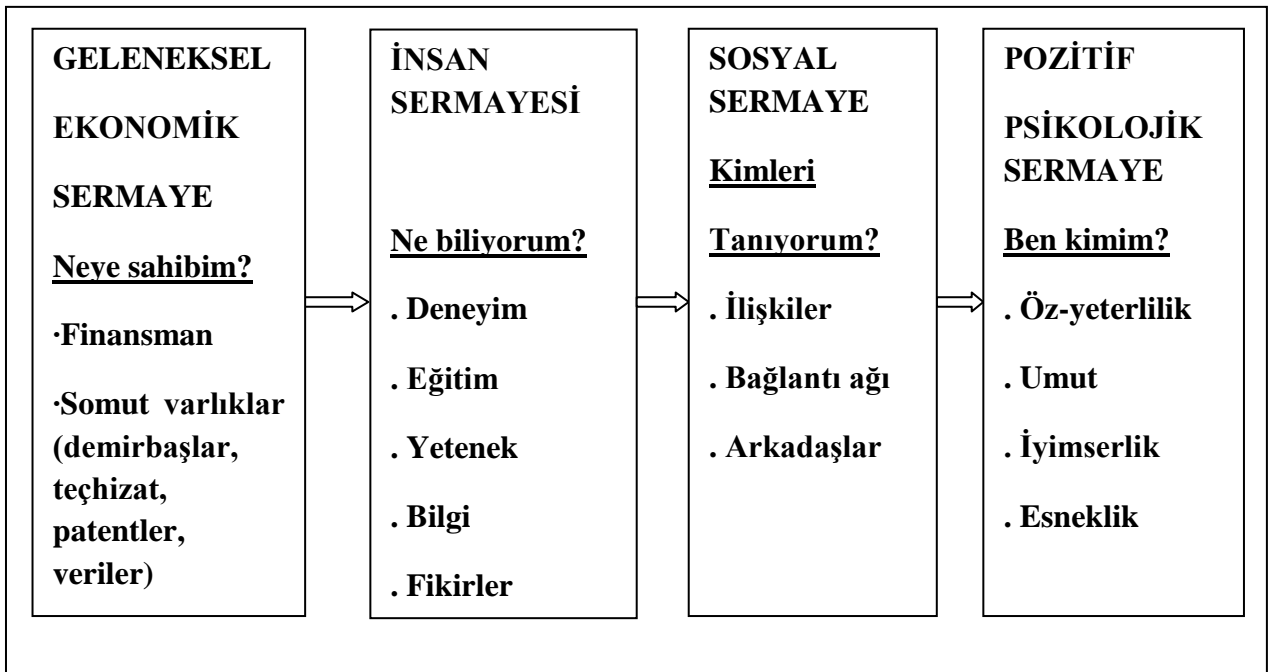 GELENEKSEL
EKONOMİK
SERMAYE
Neye sahibim?
·Finansman
·Somut varlıklar
(demirbaşlar,
teçhizat,
patentler,
veriler)
İNSAN
SERMAYESİ
Ne biliyorum?
. Deneyim
. Eğitim
. Yetenek
. Bilgi
. Fikirler
SOSYAL
SERMAYE
Kimleri
Tanıyorum?
. İlişkiler
. Bağlantı ağı
. Arkadaşlar
POZİTİF
PSİKOLOJİK
SERMAYE
Ben kimim?
. Öz-yeterlilik
. Umut
. İyimserlik
. Esneklik